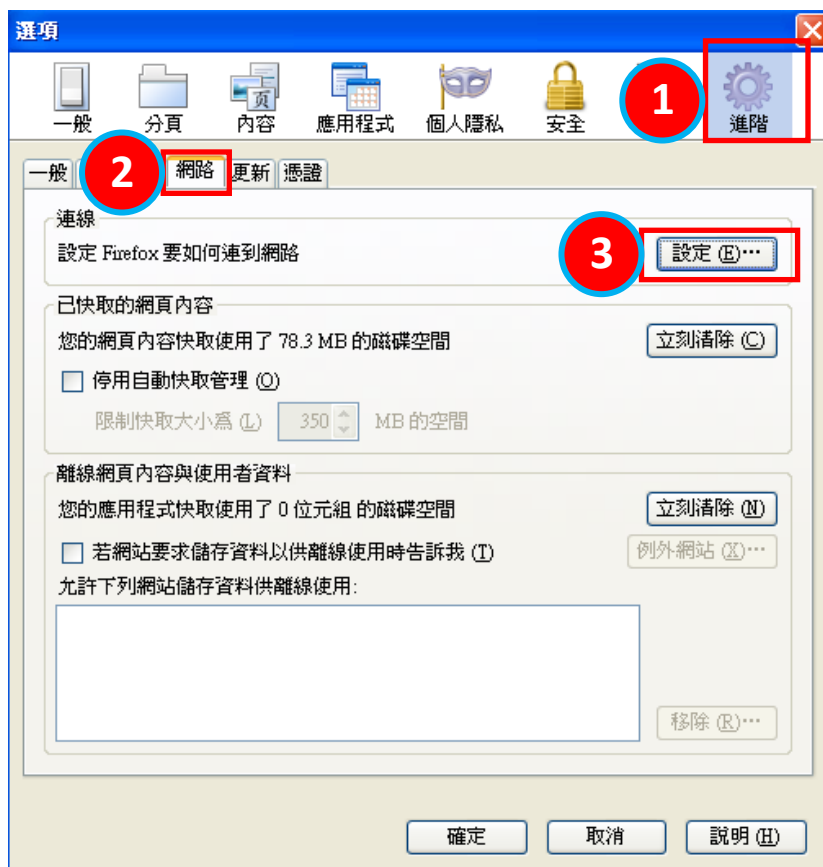 選項
一般 分頁 內容 應用程式 個人隱私 安全 1 進階
一般 2 網路 更新 憑證
連線
設定 Firefox 要如何連到網路 3 設定 (E)...
已快取的網頁內容
您的網頁內容快取使用了 78.3 MB 的磁碟空間 立刻清除 (C)
停用自動快取管理 (O)
限制快取大小為 (L) 350 MB 的空間
離線網頁內容與使用者資料
您的應用程式快取使用了 0 位元組 的磁碟空間 立刻清除 (N)
若網站要求儲存資料以供離線使用時告訴我 (T) 例外網站 (X)...
允許下列網站儲存資料供離線使用:
移除 (R)...
確定 取消 說明 (H)